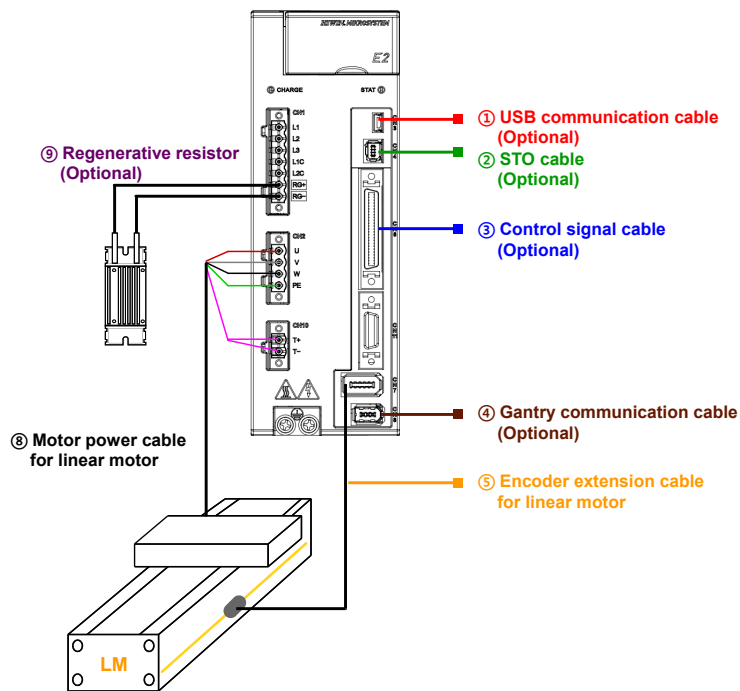 HIWIN MIKROSYSTEM
E2
CHARGE
STAT
CN1
L1
L2
L3
L1C
L2C
RG+
RG-
CN2
U
V
W
PE
CN10
T+
T-
① USB communication cable
(Optional)
② STO cable
(Optional)
③ Control signal cable
(Optional)
④ Gantry communication cable
(Optional)
⑤ Encoder extension cable
for linear motor
⑨ Regenerative resistor
(Optional)
⑧ Motor power cable
for linear motor
LM